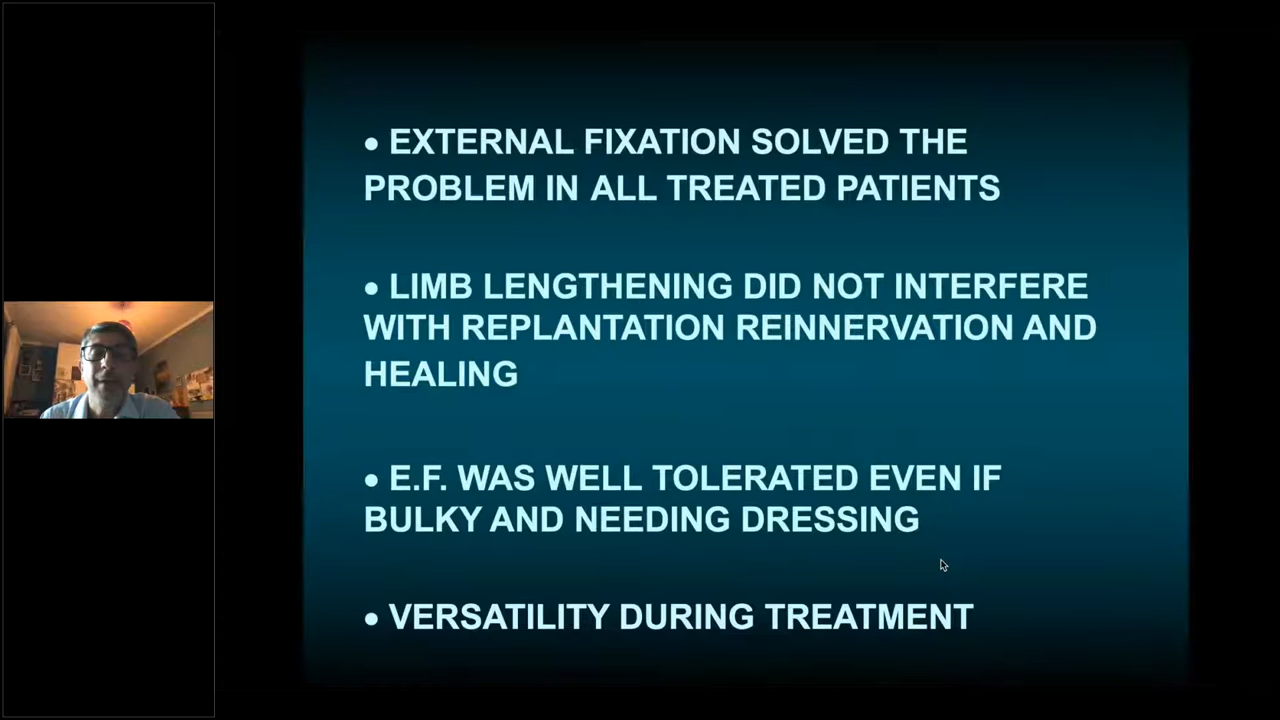 • EXTERNAL FIXATION SOLVED THE
PROBLEM IN ALL TREATED PATIENTS
• LIMB LENGTHENING DID NOT INTERFERE
WITH REPLANTATION REINNERVATION AND
HEALING
• E.F. WAS WELL TOLERATED EVEN IF
BULKY AND NEEDING DRESSING
• VERSATILITY DURING TREATMENT